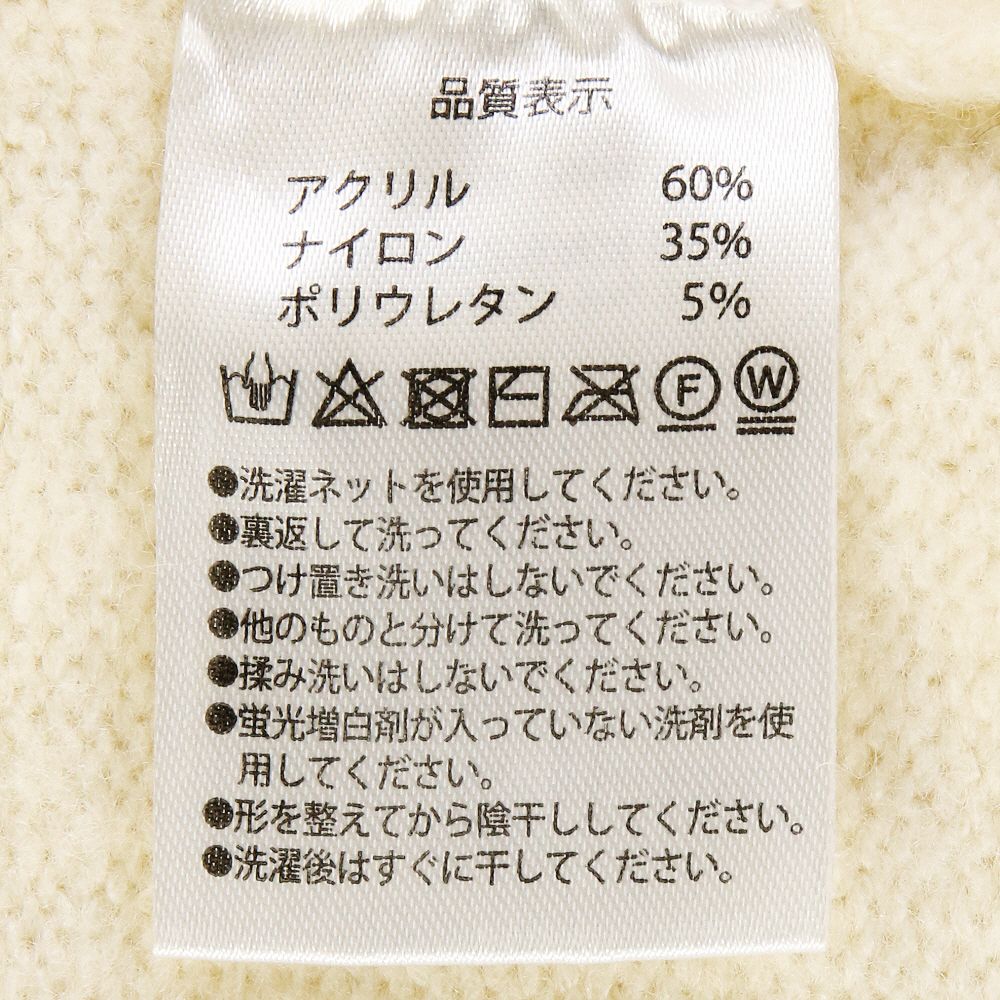 品質表示
アクリル 60%
ナイロン 35%
ポリウレタン 5%
F W
●洗濯ネットを使用してください。
●裏返して洗ってください。
●つけ置き洗いはしないでください。
●他のものと分けて洗ってください。
●揉み洗いはしないでください。
●蛍光増白剤が入っていない洗剤を使
用してください。
●形を整えてから陰干ししてください。
●洗濯後はすぐに干してください。